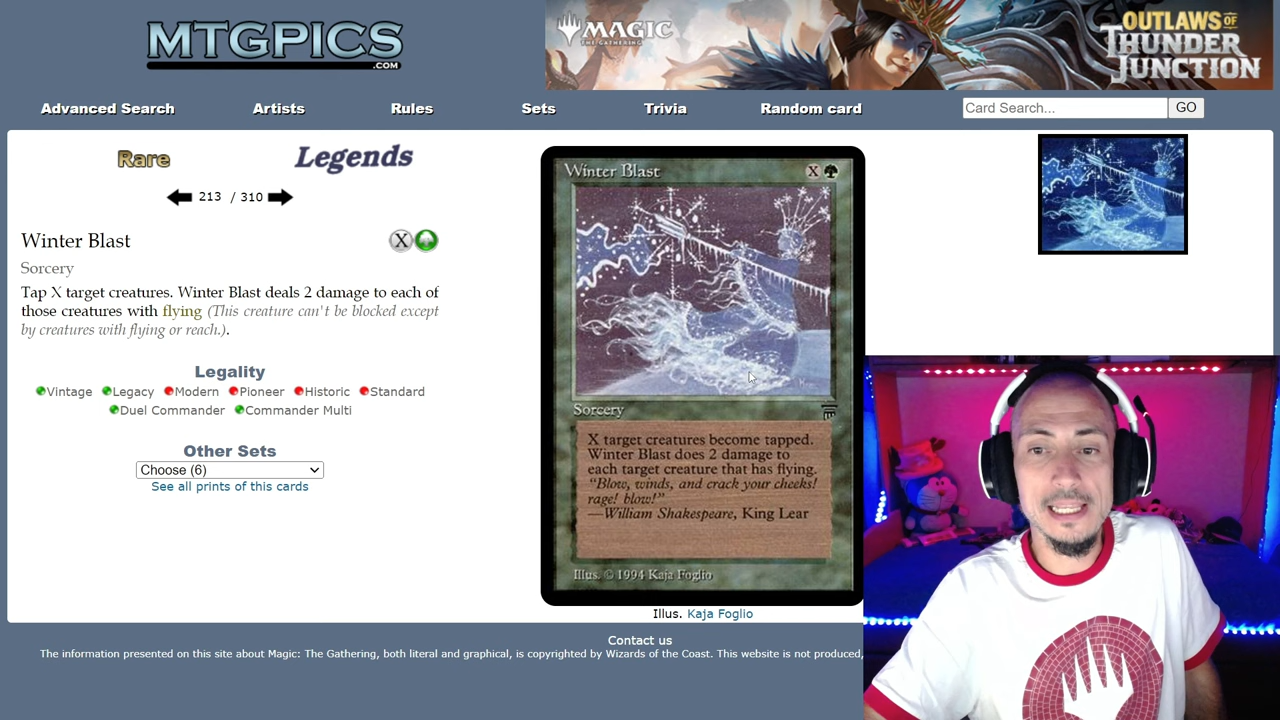 MTGPICS
.COM
MAGIC
THE GATHERING
OUTLAWS OF
THUNDER
JUNCTION
Advanced Search
Artists
Rules
Sets
Trivia
Random card
Card Search...
GO
Rare
Legends
213 / 310
Winter Blast
X
Sorcery
Tap X target creatures. Winter Blast deals 2 damage to each of
those creatures with flying (This creature can't be blocked except
by creatures with flying or reach.).
Legality
Vintage Legacy Modern Pioneer Historic Standard
Duel Commander Commander Multi
Other Sets
Choose (6)
See all prints of this cards
Winter Blast
X
Sorcery
X target creatures become tapped.
Winter Blast does 2 damage to
each target creature that has flying.
"Blow, winds, and crack your cheeks!
rage! blow!"
—William Shakespeare, King Lear
Illus. © 1994 Kaja Foglio
Illus. Kaja Foglio
Contact us
The information presented on this site about Magic: The Gathering, both literal and graphical, is copyrighted by Wizards of the Coast. This website is not produced,